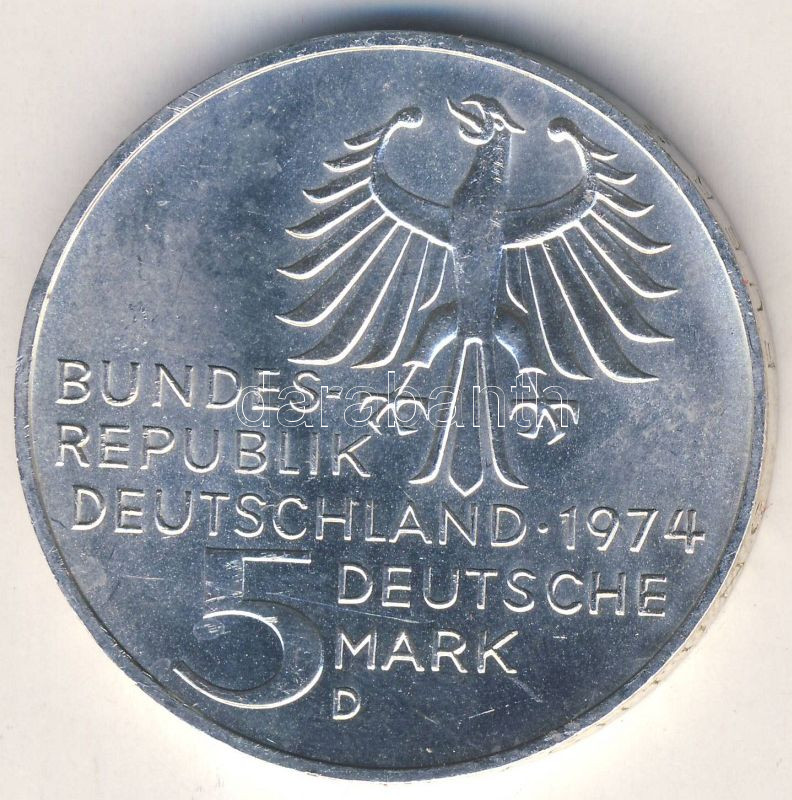 BUNDES-
REPUBLIK
DEUTSCHLAND · 1974
5 DEUTSCHE
MARK
D
darabanth